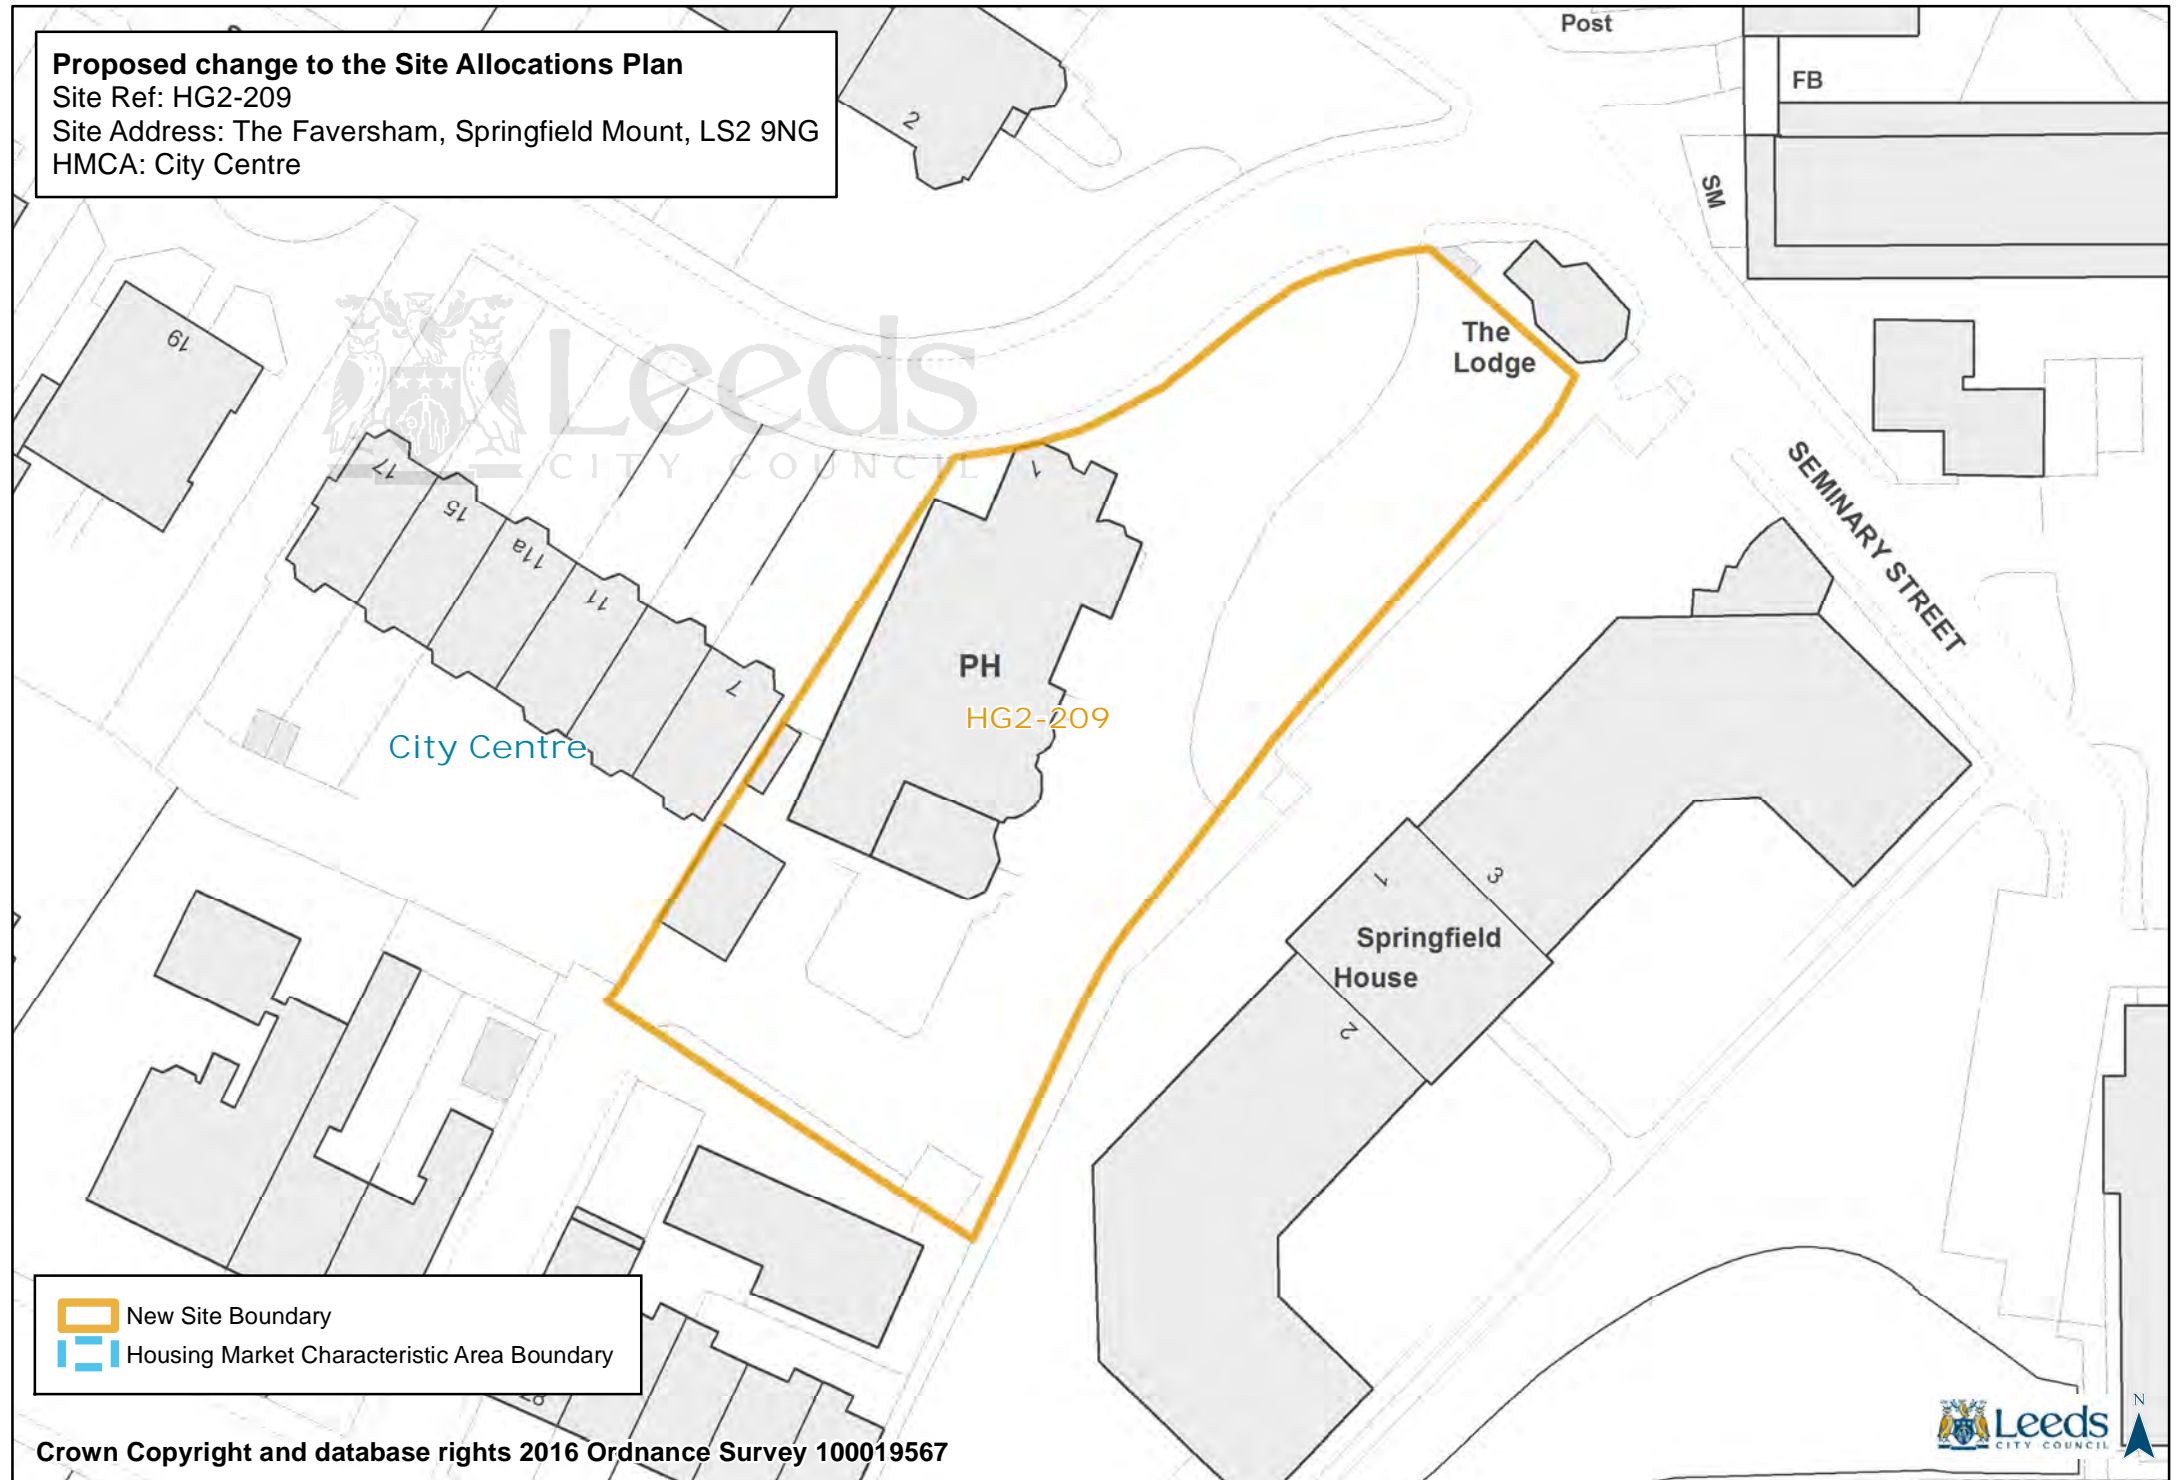 Proposed change to the Site Allocations Plan
Site Ref: HG2-209
Site Address: The Faversham, Springfield Mount, LS2 9NG
HMCA: City Centre
Post
FB
2
SM
19
The
Lodge
Leeds
CITY COUNCIL
17
15
11a
11
7
1
SEMINARY STREET
PH
HG2-209
City Centre
1
3
Springfield
House
2
New Site Boundary
Housing Market Characteristic Area Boundary
28
Leeds
CITY COUNCIL
N
Crown Copyright and database rights 2016 Ordnance Survey 100019567